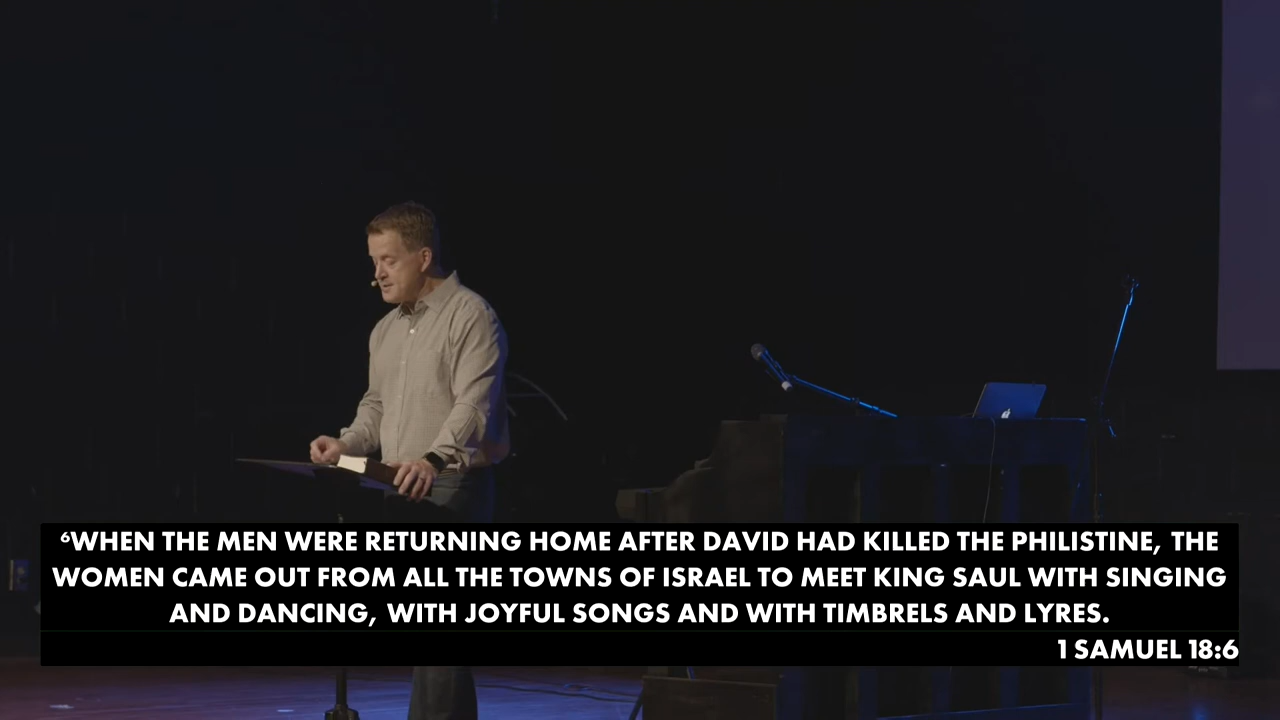 ⁶WHEN THE MEN WERE RETURNING HOME AFTER DAVID HAD KILLED THE PHILISTINE, THE
WOMEN CAME OUT FROM ALL THE TOWNS OF ISRAEL TO MEET KING SAUL WITH SINGING
AND DANCING, WITH JOYFUL SONGS AND WITH TIMBRELS AND LYRES.
1 SAMUEL 18:6